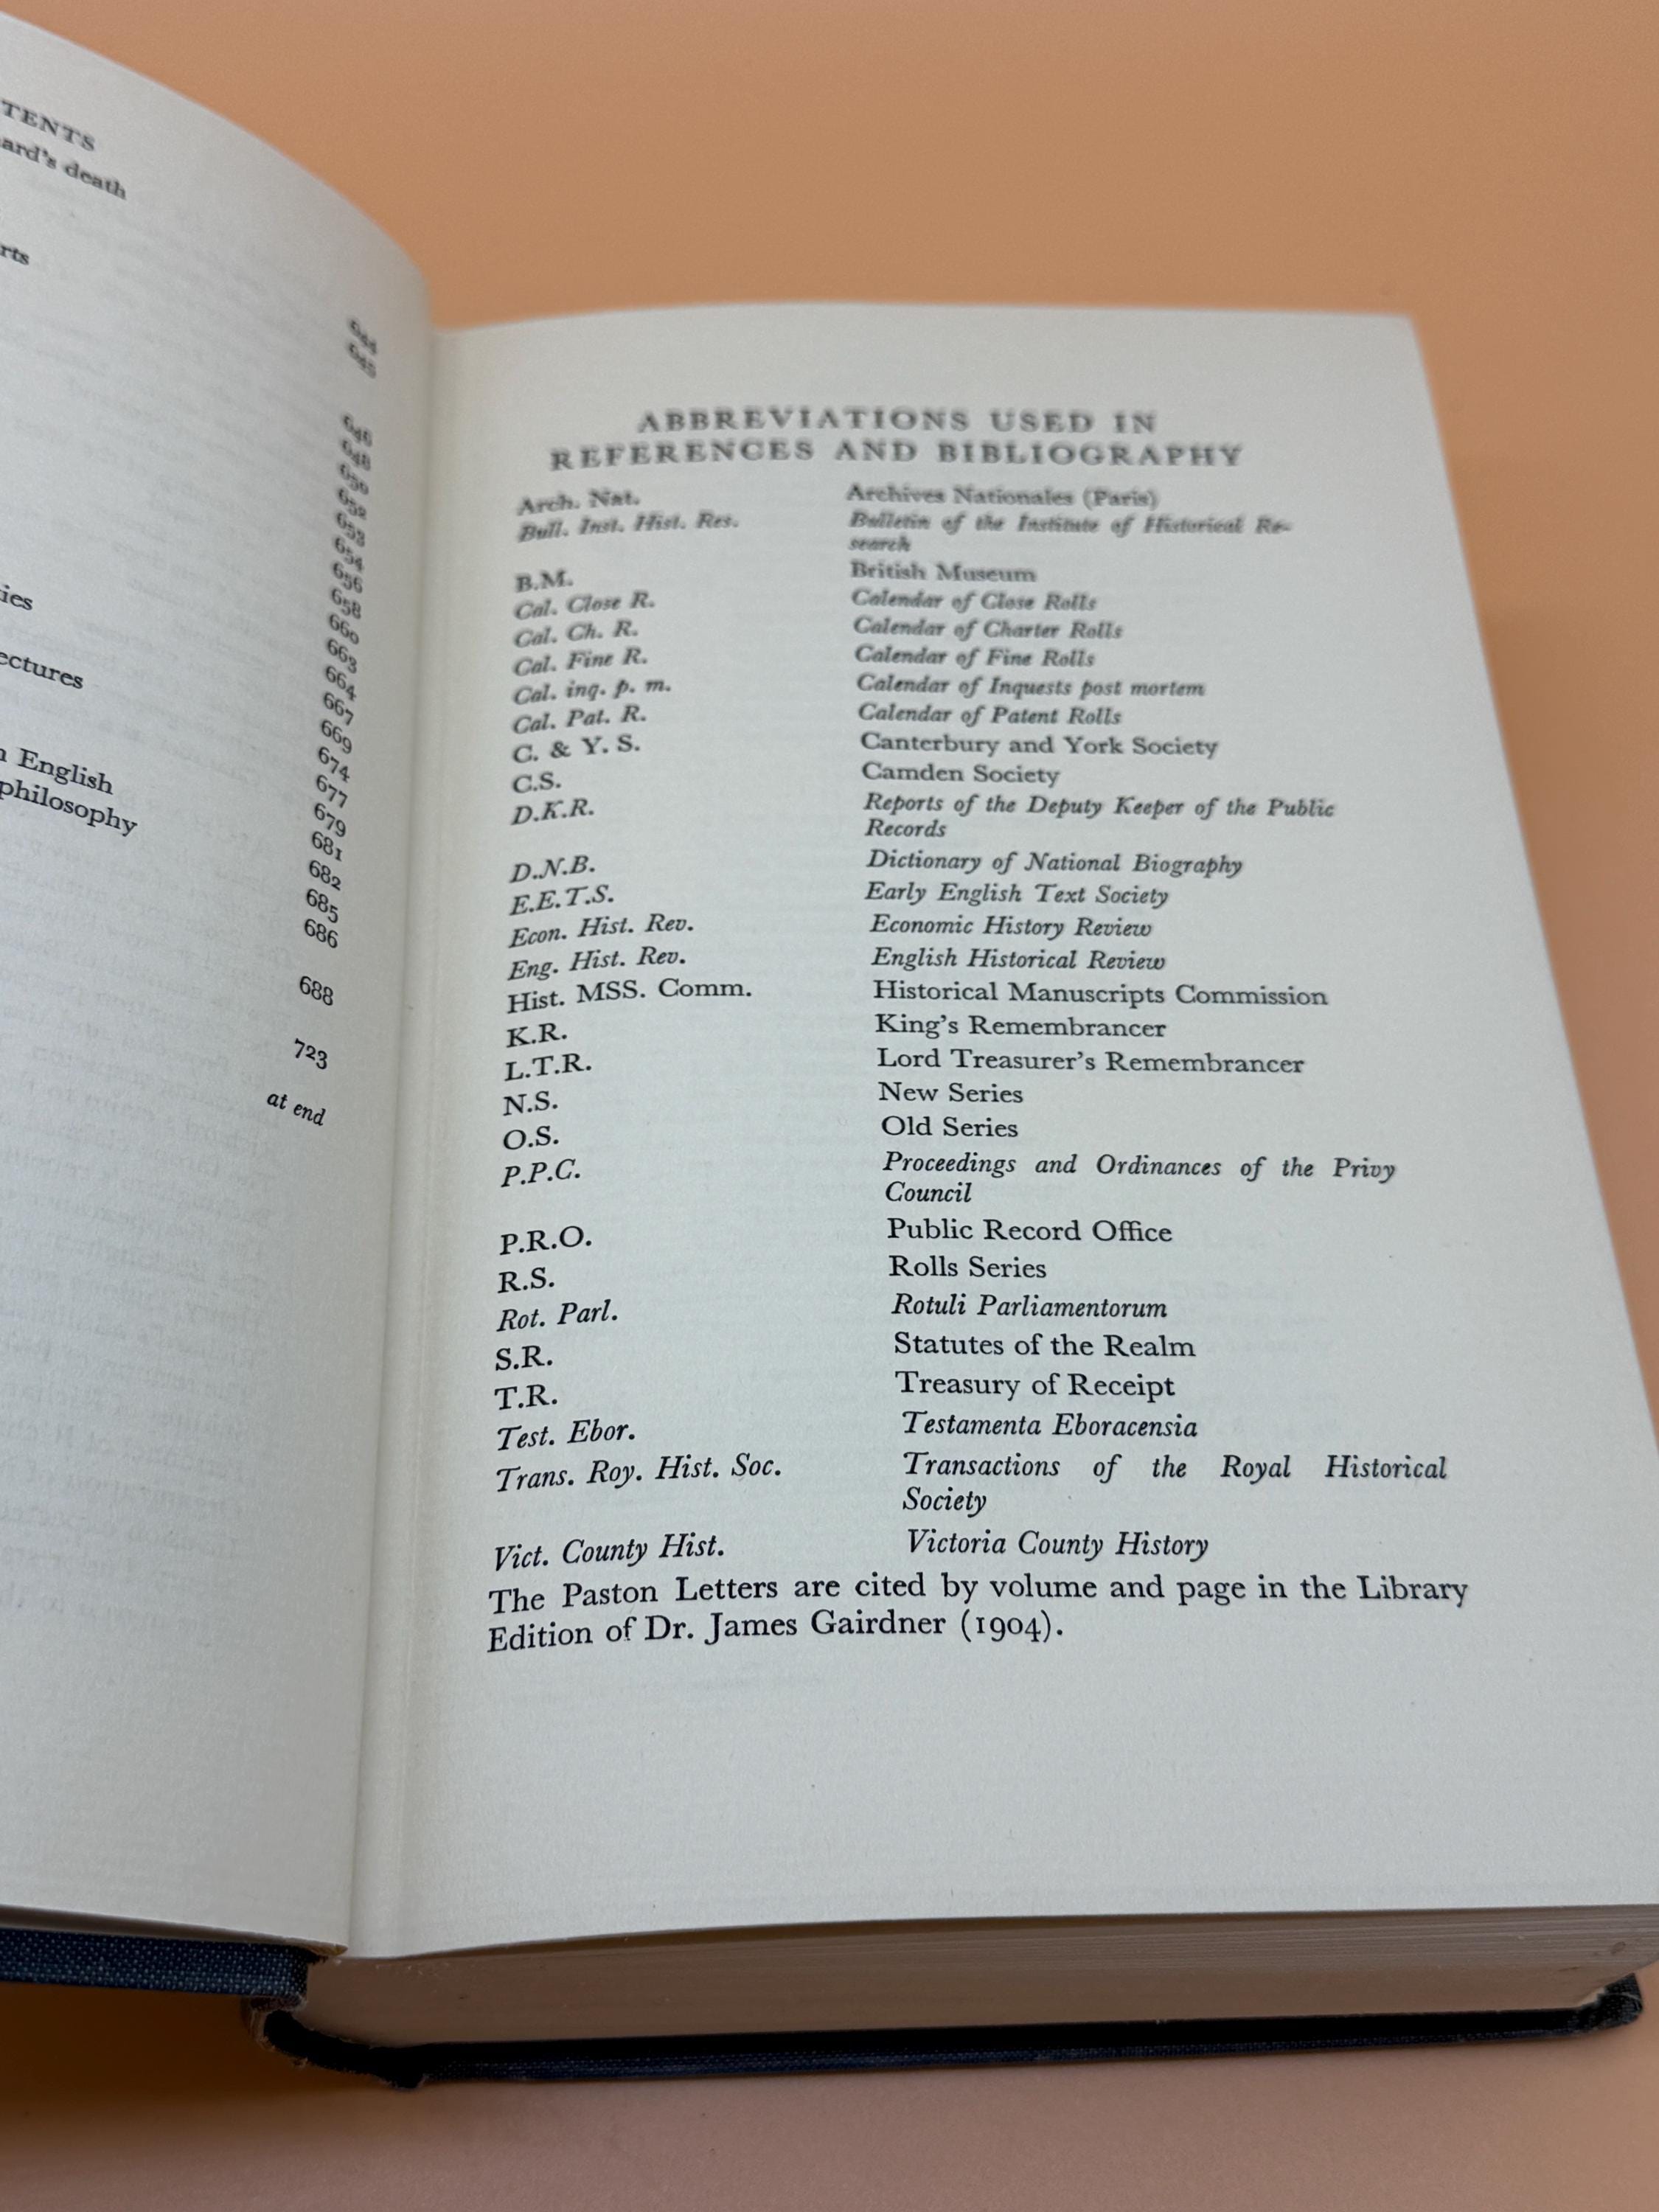 TENTS
ard's death
rts
644
645
646
648
650
652
653
654
656
658
660
663
664
667
669
674
677
679
681
682
685
686
688
723
at end
ies
ectures
English
philosophy
ABBREVIATIONS USED IN
REFERENCES AND BIBLIOGRAPHY
Arch. Nat. Archives Nationales (Paris)
Bull. Inst. Hist. Res. Bulletin of the Institute of Historical Re-
search
B.M. British Museum
Cal. Close R. Calendar of Close Rolls
Cal. Ch. R. Calendar of Charter Rolls
Cal. Fine R. Calendar of Fine Rolls
Cal. inq. p. m. Calendar of Inquests post mortem
Cal. Pat. R. Calendar of Patent Rolls
C. & Y. S. Canterbury and York Society
C.S. Camden Society
D.K.R. Reports of the Deputy Keeper of the Public
Records
D.N.B. Dictionary of National Biography
E.E.T.S. Early English Text Society
Econ. Hist. Rev. Economic History Review
Eng. Hist. Rev. English Historical Review
Hist. MSS. Comm. Historical Manuscripts Commission
K.R. King's Remembrancer
L.T.R. Lord Treasurer's Remembrancer
N.S. New Series
O.S. Old Series
P.P.C. Proceedings and Ordinances of the Privy
Council
P.R.O. Public Record Office
R.S. Rolls Series
Rot. Parl. Rotuli Parliamentorum
S.R. Statutes of the Realm
T.R. Treasury of Receipt
Test. Ebor. Testamenta Eboracensia
Trans. Roy. Hist. Soc. Transactions of the Royal Historical
Society
Vict. County Hist. Victoria County History
The Paston Letters are cited by volume and page in the Library
Edition of Dr. James Gairdner (1904).